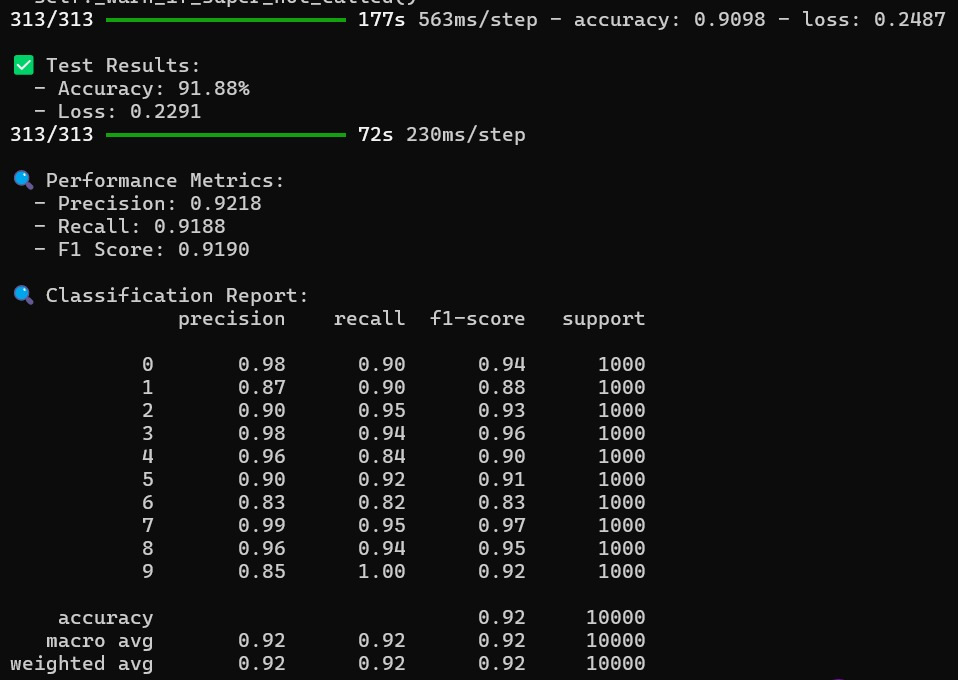 self._warn_if_super_not_called()
313/313 ━━━━━━━━━━━━━━━━━━━━ 177s 563ms/step - accuracy: 0.9098 - loss: 0.2487
✅ Test Results:
- Accuracy: 91.88%
- Loss: 0.2291
313/313 ━━━━━━━━━━━━━━━━━━━━ 72s 230ms/step
🔍 Performance Metrics:
- Precision: 0.9218
- Recall: 0.9188
- F1 Score: 0.9190
🔍 Classification Report:
precision recall f1-score support
0 0.98 0.90 0.94 1000
1 0.87 0.90 0.88 1000
2 0.90 0.95 0.93 1000
3 0.98 0.94 0.96 1000
4 0.96 0.84 0.90 1000
5 0.90 0.92 0.91 1000
6 0.83 0.82 0.83 1000
7 0.99 0.95 0.97 1000
8 0.96 0.94 0.95 1000
9 0.85 1.00 0.92 1000
accuracy 0.92 10000
macro avg 0.92 0.92 0.92 10000
weighted avg 0.92 0.92 0.92 10000